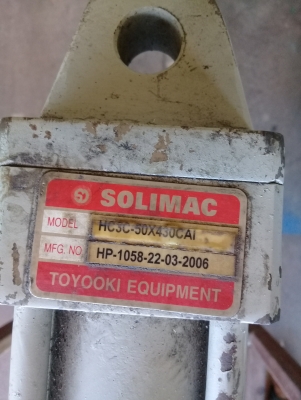 SOLIMAC
MODEL HC3C-50X430CAI
MFG. NO HP-1058-22-03-2006
TOYOOKI EQUIPMENT